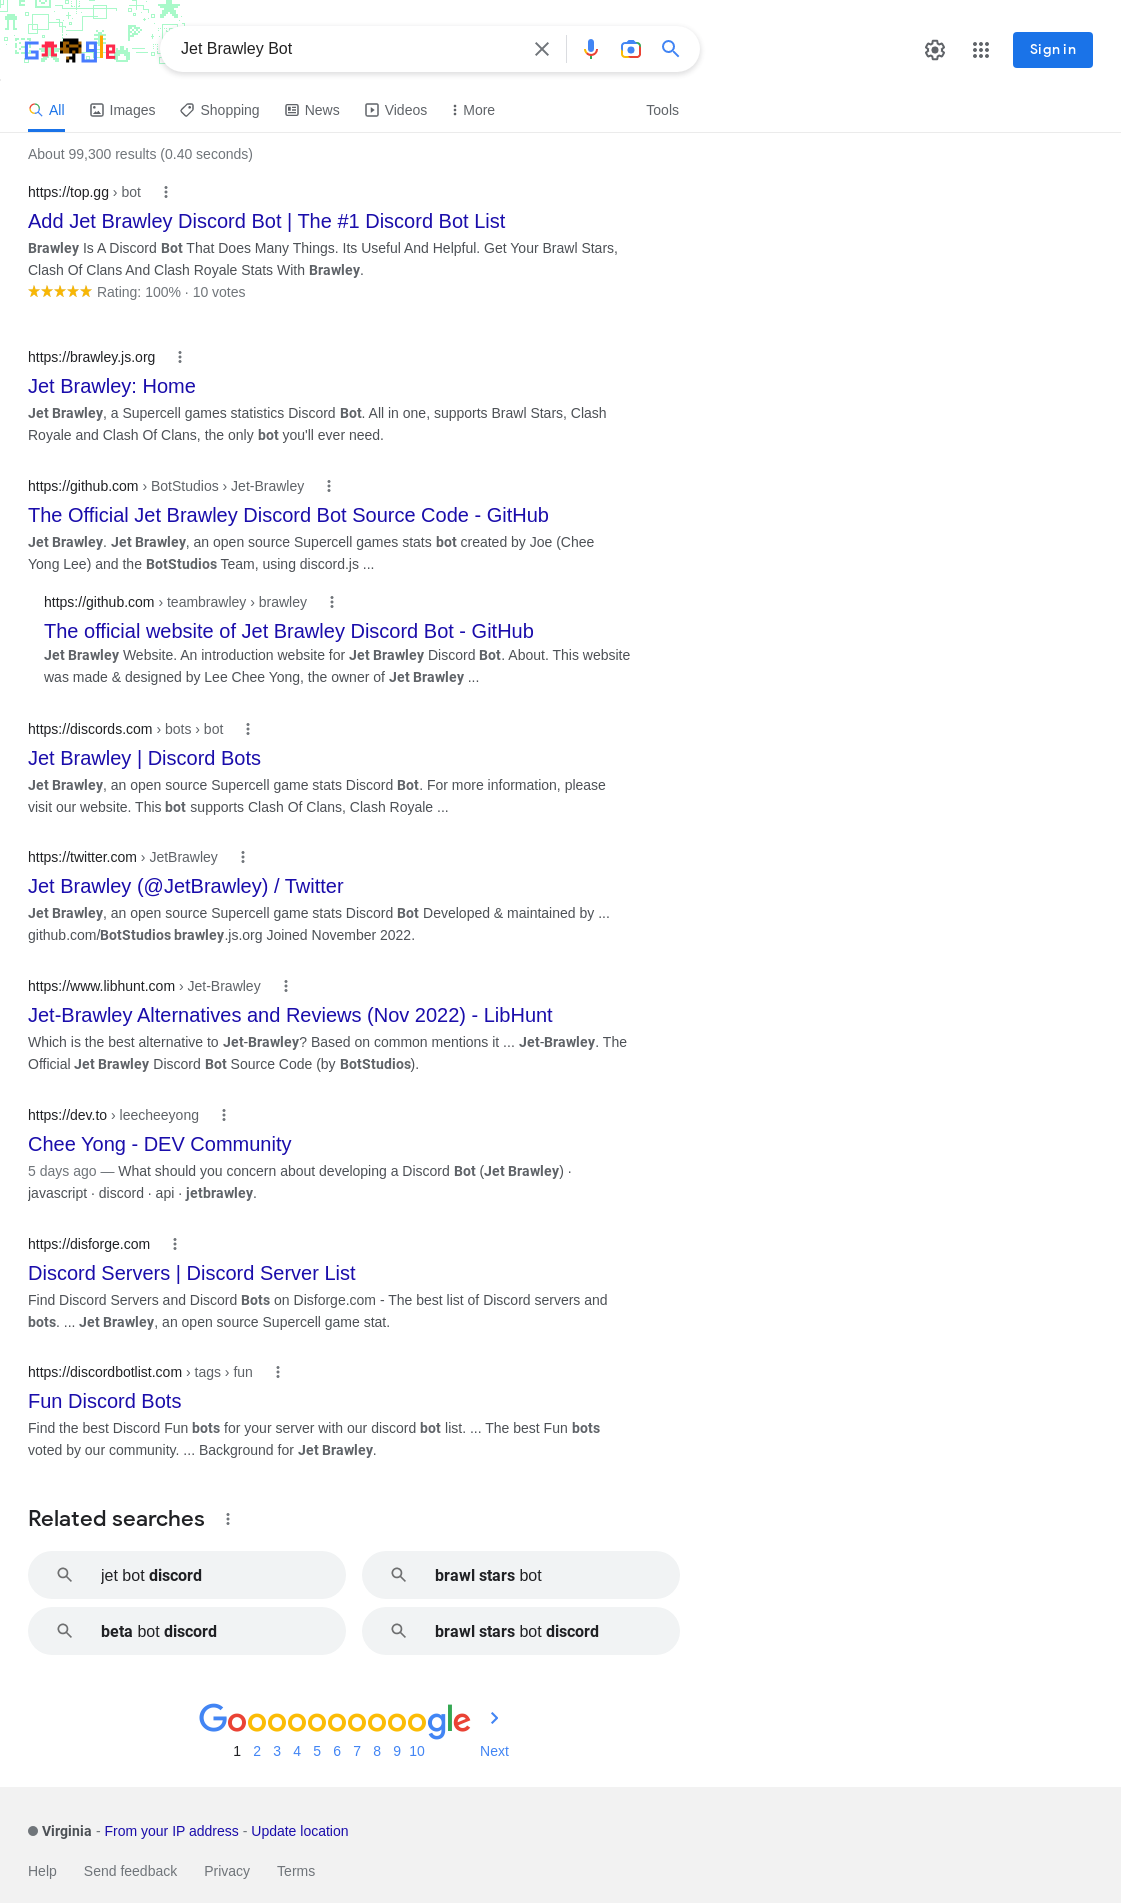 Google
Jet Brawley Bot
Sign in
All Images Shopping News Videos More Tools
About 99,300 results (0.40 seconds)
https://top.gg › bot
Add Jet Brawley Discord Bot | The #1 Discord Bot List
Brawley Is A Discord Bot That Does Many Things. Its Useful And Helpful. Get Your Brawl Stars,
Clash Of Clans And Clash Royale Stats With Brawley.
Rating: 100% · 10 votes
https://brawley.js.org
Jet Brawley: Home
Jet Brawley, a Supercell games statistics Discord Bot. All in one, supports Brawl Stars, Clash
Royale and Clash Of Clans, the only bot you'll ever need.
https://github.com › BotStudios › Jet-Brawley
The Official Jet Brawley Discord Bot Source Code - GitHub
Jet Brawley. Jet Brawley, an open source Supercell games stats bot created by Joe (Chee
Yong Lee) and the BotStudios Team, using discord.js ...
https://github.com › teambrawley › brawley
The official website of Jet Brawley Discord Bot - GitHub
Jet Brawley Website. An introduction website for Jet Brawley Discord Bot. About. This website
was made & designed by Lee Chee Yong, the owner of Jet Brawley ...
https://discords.com › bots › bot
Jet Brawley | Discord Bots
Jet Brawley, an open source Supercell game stats Discord Bot. For more information, please
visit our website. This bot supports Clash Of Clans, Clash Royale ...
https://twitter.com › JetBrawley
Jet Brawley (@JetBrawley) / Twitter
Jet Brawley, an open source Supercell game stats Discord Bot Developed & maintained by ...
github.com/BotStudios brawley.js.org Joined November 2022.
https://www.libhunt.com › Jet-Brawley
Jet-Brawley Alternatives and Reviews (Nov 2022) - LibHunt
Which is the best alternative to Jet-Brawley? Based on common mentions it ... Jet-Brawley. The
Official Jet Brawley Discord Bot Source Code (by BotStudios).
https://dev.to › leecheeyong
Chee Yong - DEV Community
5 days ago — What should you concern about developing a Discord Bot (Jet Brawley) ·
javascript · discord · api · jetbrawley.
https://disforge.com
Discord Servers | Discord Server List
Find Discord Servers and Discord Bots on Disforge.com - The best list of Discord servers and
bots. ... Jet Brawley, an open source Supercell game stat.
https://discordbotlist.com › tags › fun
Fun Discord Bots
Find the best Discord Fun bots for your server with our discord bot list. ... The best Fun bots
voted by our community. ... Background for Jet Brawley.
Related searches
jet bot discord
brawl stars bot
beta bot discord
brawl stars bot discord
Goooooooooogle
1 2 3 4 5 6 7 8 9 10 Next
Virginia - From your IP address - Update location
Help Send feedback Privacy Terms